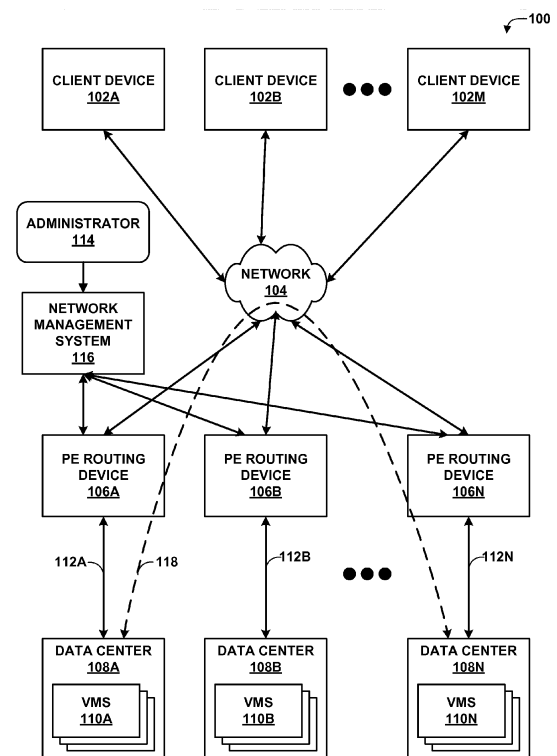 100
CLIENT DEVICE
102A
CLIENT DEVICE
102B
CLIENT DEVICE
102M
ADMINISTRATOR
114
NETWORK
104
NETWORK
MANAGEMENT
SYSTEM
116
PE ROUTING
DEVICE
106A
PE ROUTING
DEVICE
106B
PE ROUTING
DEVICE
106N
112A
118
112B
112N
DATA CENTER
108A
VMS
110A
DATA CENTER
108B
VMS
110B
DATA CENTER
108N
VMS
110N